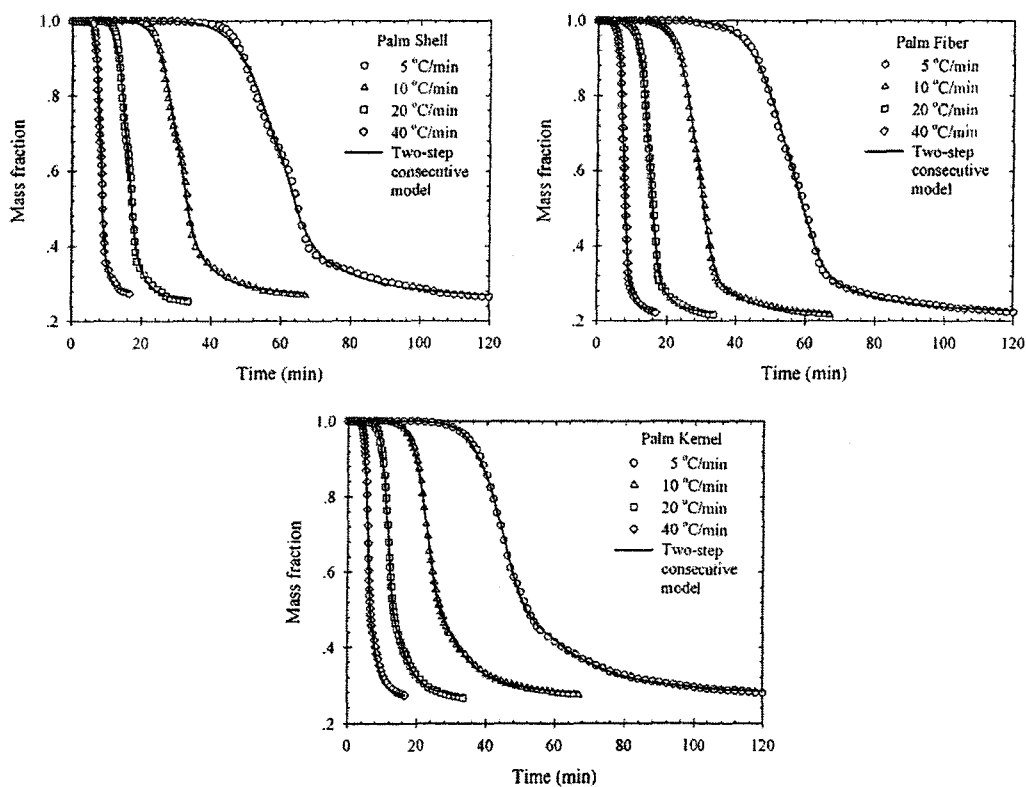 1.0
.8
.6
.4
.2
Mass fraction
0 20 40 60 80 100 120
Time (min)
Palm Shell
5 °C/min
10 °C/min
20 °C/min
40 °C/min
Two-step
consecutive
model
1.0
.8
.6
.4
.2
Mass fraction
0 20 40 60 80 100 120
Time (min)
Palm Fiber
5 °C/min
10 °C/min
20 °C/min
40 °C/min
Two-step
consecutive
model
1.0
.8
.6
.4
.2
Mass fraction
0 20 40 60 80 100 120
Time (min)
Palm Kernel
5 °C/min
10 °C/min
20 °C/min
40 °C/min
Two-step
consecutive
model